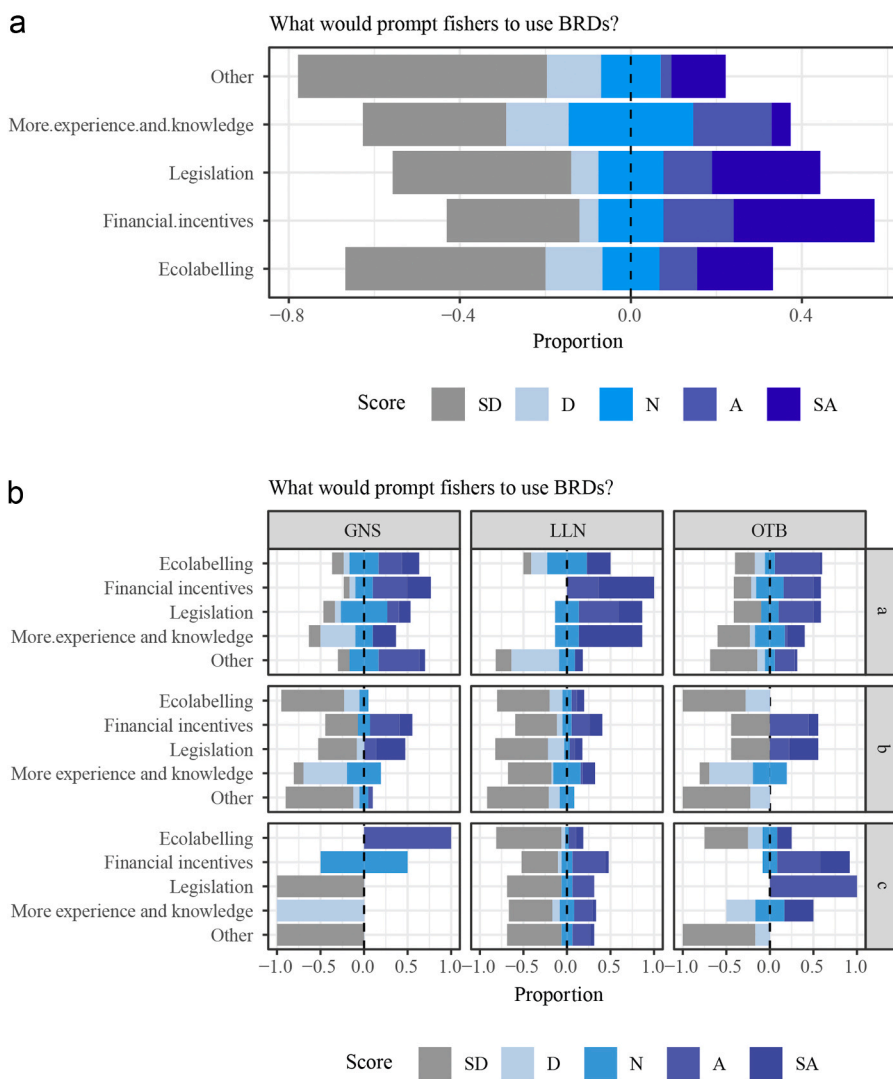 a
What would prompt fishers to use BRDs?
Other
More.experience.and.knowledge
Legislation
Financial.incentives
Ecolabelling
−0.8 −0.4 0.0 0.4
Proportion
Score SD D N A SA
b
What would prompt fishers to use BRDs?
GNS LLN OTB
Ecolabelling
Financial incentives
Legislation
More.experience and knowledge
Other
a
Ecolabelling
Financial incentives
Legislation
More experience and knowledge
Other
b
Ecolabelling
Financial incentives
Legislation
More experience and knowledge
Other
c
−1.0 −0.5 0.0 0.5 1.0 −1.0 −0.5 0.0 0.5 1.0 −1.0 −0.5 0.0 0.5 1.0
Proportion
Score SD D N A SA